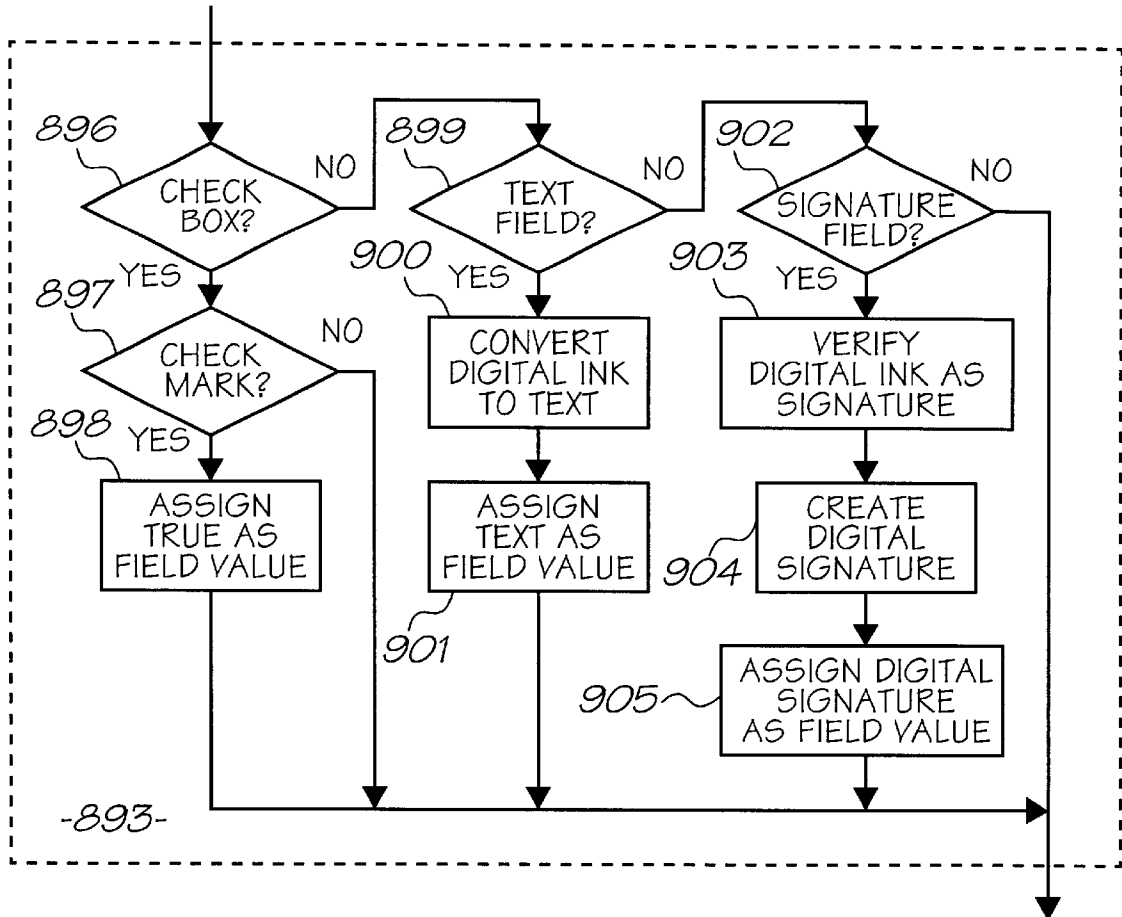 896
CHECK
BOX?
NO
YES
897
CHECK
MARK?
NO
YES
898
ASSIGN
TRUE AS
FIELD VALUE
899
TEXT
FIELD?
NO
YES
900
CONVERT
DIGITAL INK
TO TEXT
ASSIGN
TEXT AS
FIELD VALUE
901
902
SIGNATURE
FIELD?
NO
YES
903
VERIFY
DIGITAL INK AS
SIGNATURE
CREATE
DIGITAL
SIGNATURE
904
ASSIGN DIGITAL
SIGNATURE
AS FIELD VALUE
905
-893-